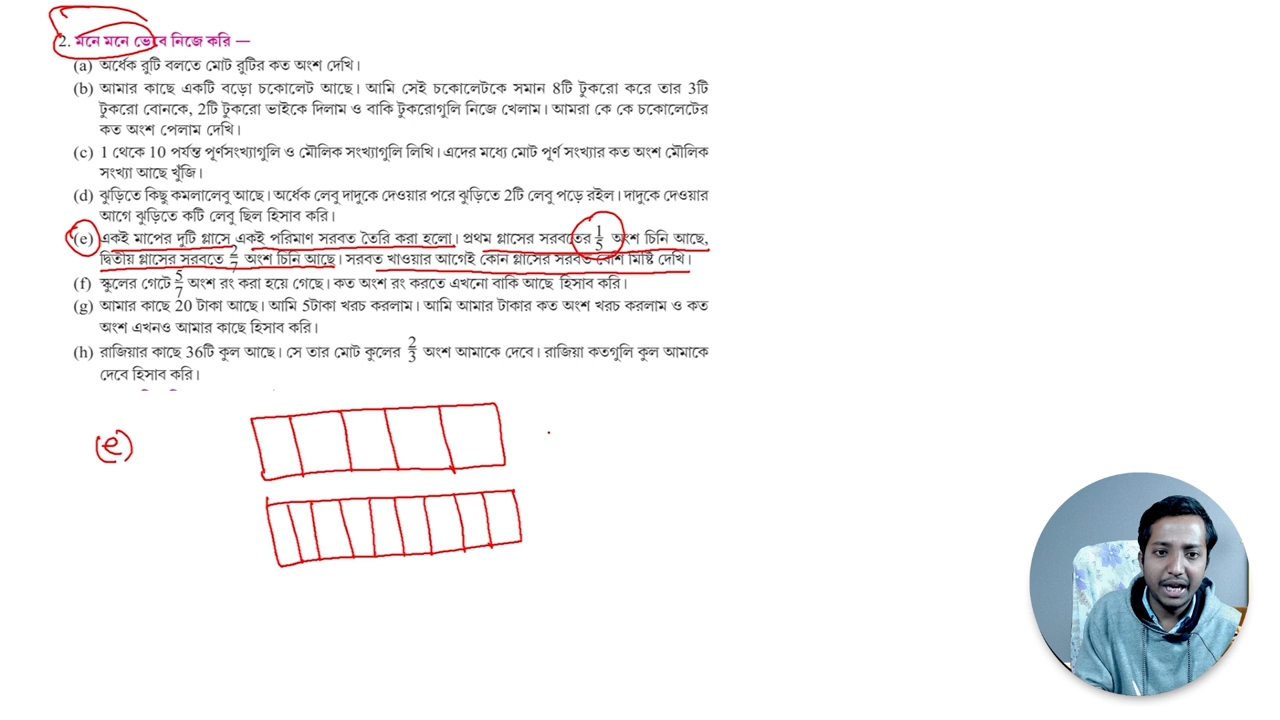 2. মনে মনে ভেবে নিজে করি —
(a) অর্ধেক রুটি বলতে মোট রুটির কত অংশ দেখি।
(b) আমার কাছে একটি বড়ো চকোলেট আছে। আমি সেই চকোলেটকে সমান 8টি টুকরো করে তার 3টি
টুকরো বোনকে, 2টি টুকরো ভাইকে দিলাম ও বাকি টুকরোগুলি নিজে খেলাম। আমরা কে কে চকোলেটের
কত অংশ পেলাম দেখি।
(c) 1 থেকে 10 পর্যন্ত পূর্ণসংখ্যাগুলি ও মৌলিক সংখ্যাগুলি লিখি। এদের মধ্যে মোট পূর্ণ সংখ্যার কত অংশ মৌলিক
সংখ্যা আছে খুঁজি।
(d) ঝুড়িতে কিছু কমলালেবু আছে। অর্ধেক লেবু দাদুকে দেওয়ার পরে ঝুড়িতে 2টি লেবু পড়ে রইল। দাদুকে দেওয়ার
আগে ঝুড়িতে কটি লেবু ছিল হিসাব করি।
(e) একই মাপের দুটি গ্লাসে একই পরিমাণ সরবত তৈরি করা হলো। প্রথম গ্লাসের সরবতের 1/5 অংশ চিনি আছে,
দ্বিতীয় গ্লাসের সরবতে 2/7 অংশ চিনি আছে। সরবত খাওয়ার আগেই কোন গ্লাসের সরবত বেশি মিষ্টি দেখি।
(f) স্কুলের গেটে 5/7 অংশ রং করা হয়ে গেছে। কত অংশ রং করতে এখনো বাকি আছে হিসাব করি।
(g) আমার কাছে 20 টাকা আছে। আমি 5টাকা খরচ করলাম। আমি আমার টাকার কত অংশ খরচ করলাম ও কত
অংশ এখনও আমার কাছে হিসাব করি।
(h) রাজিয়ার কাছে 36টি কুল আছে। সে তার মোট কুলের 2/3 অংশ আমাকে দেবে। রাজিয়া কতগুলি কুল আমাকে
দেবে হিসাব করি।
(e)